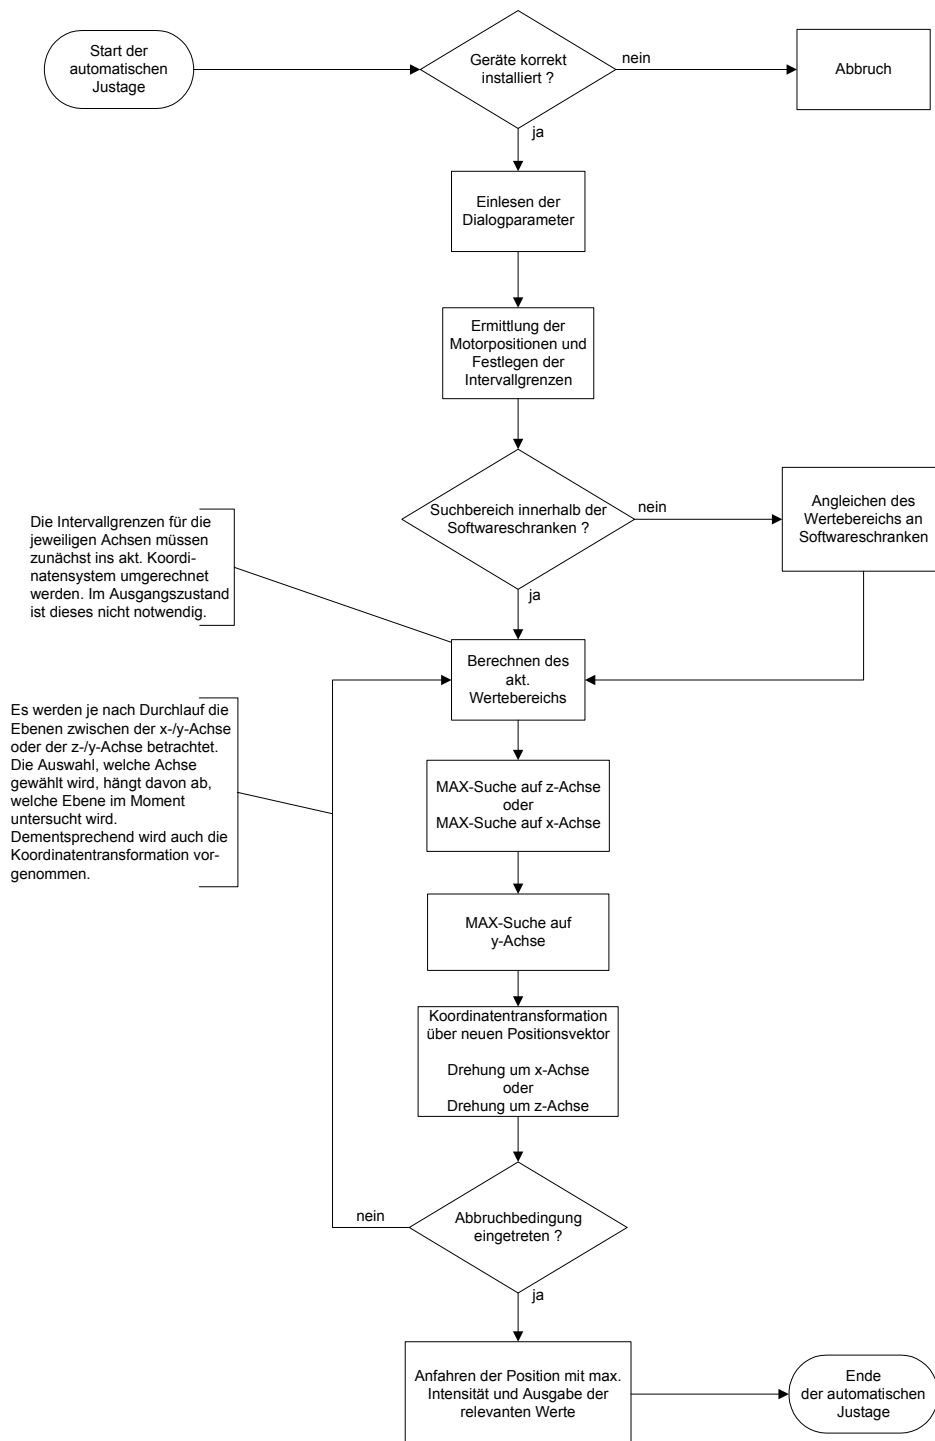 Start der
automatischen
Justage
Geräte korrekt
installiert ?
nein
Abbruch
ja
Einlesen der
Dialogparameter
Ermittlung der
Motorpositionen und
Festlegen der
Intervallgrenzen
Suchbereich innerhalb der
Softwareschranken ?
nein
Angleichen des
Wertebereichs an
Softwareschranken
ja
Die Intervallgrenzen für die
jeweiligen Achsen müssen
zunächst ins akt. Koordi-
natensystem umgerechnet
werden. Im Ausgangszustand
ist dieses nicht notwendig.
Berechnen des
akt.
Wertebereichs
Es werden je nach Durchlauf die
Ebenen zwischen der x-/y-Achse
oder der z-/y-Achse betrachtet.
Die Auswahl, welche Achse
gewählt wird, hängt davon ab,
welche Ebene im Moment
untersucht wird.
Dementsprechend wird auch die
Koordinatentransformation vor-
genommen.
MAX-Suche auf z-Achse
oder
MAX-Suche auf x-Achse
MAX-Suche auf
y-Achse
Koordinatentransformation
über neuen Positionsvektor
Drehung um x-Achse
oder
Drehung um z-Achse
Abbruchbedingung
eingetreten ?
nein
ja
Anfahren der Position mit max.
Intensität und Ausgabe der
relevanten Werte
Ende
der automatischen
Justage